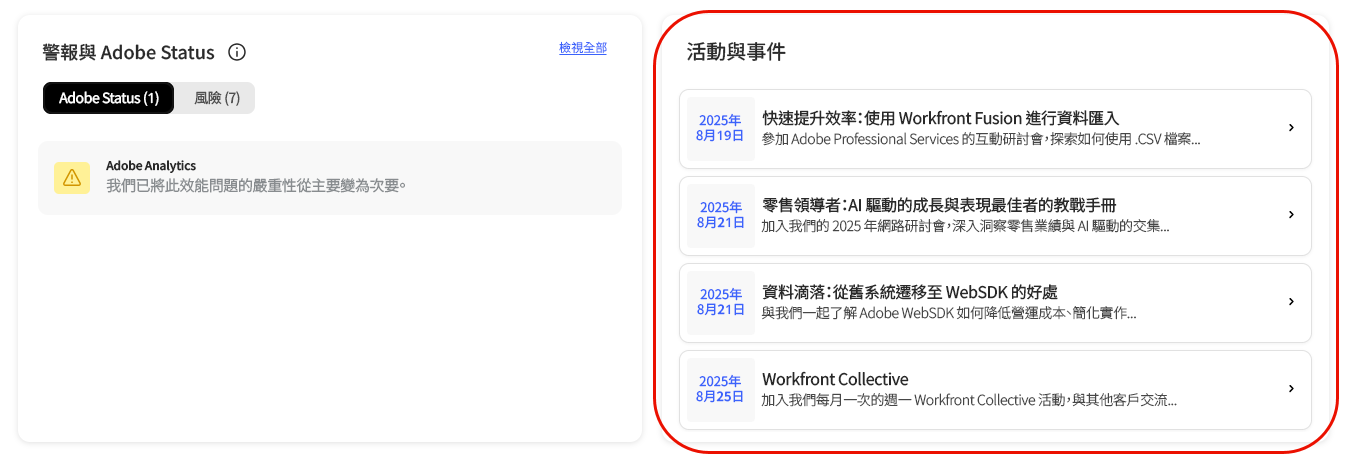 警報與 Adobe Status
檢視全部
Adobe Status (1)
風險 (7)
Adobe Analytics
我們已將此效能問題的嚴重性從主要變為次要。
活動與事件
2025年
8月19日
快速提升效率：使用 Workfront Fusion 進行資料匯入
參加 Adobe Professional Services 的互動研討會，探索如何使用 .CSV 檔案...
2025年
8月21日
零售領導者：AI 驅動的成長與表現最佳者的教戰手冊
加入我們的 2025 年網路研討會，深入洞察零售業績與 AI 驅動的交集...
2025年
8月21日
資料滴落：從舊系統遷移至 WebSDK 的好處
與我們一起了解 Adobe WebSDK 如何降低營運成本、簡化實作...
2025年
8月25日
Workfront Collective
加入我們每月一次的週一 Workfront Collective 活動，與其他客戶交流...